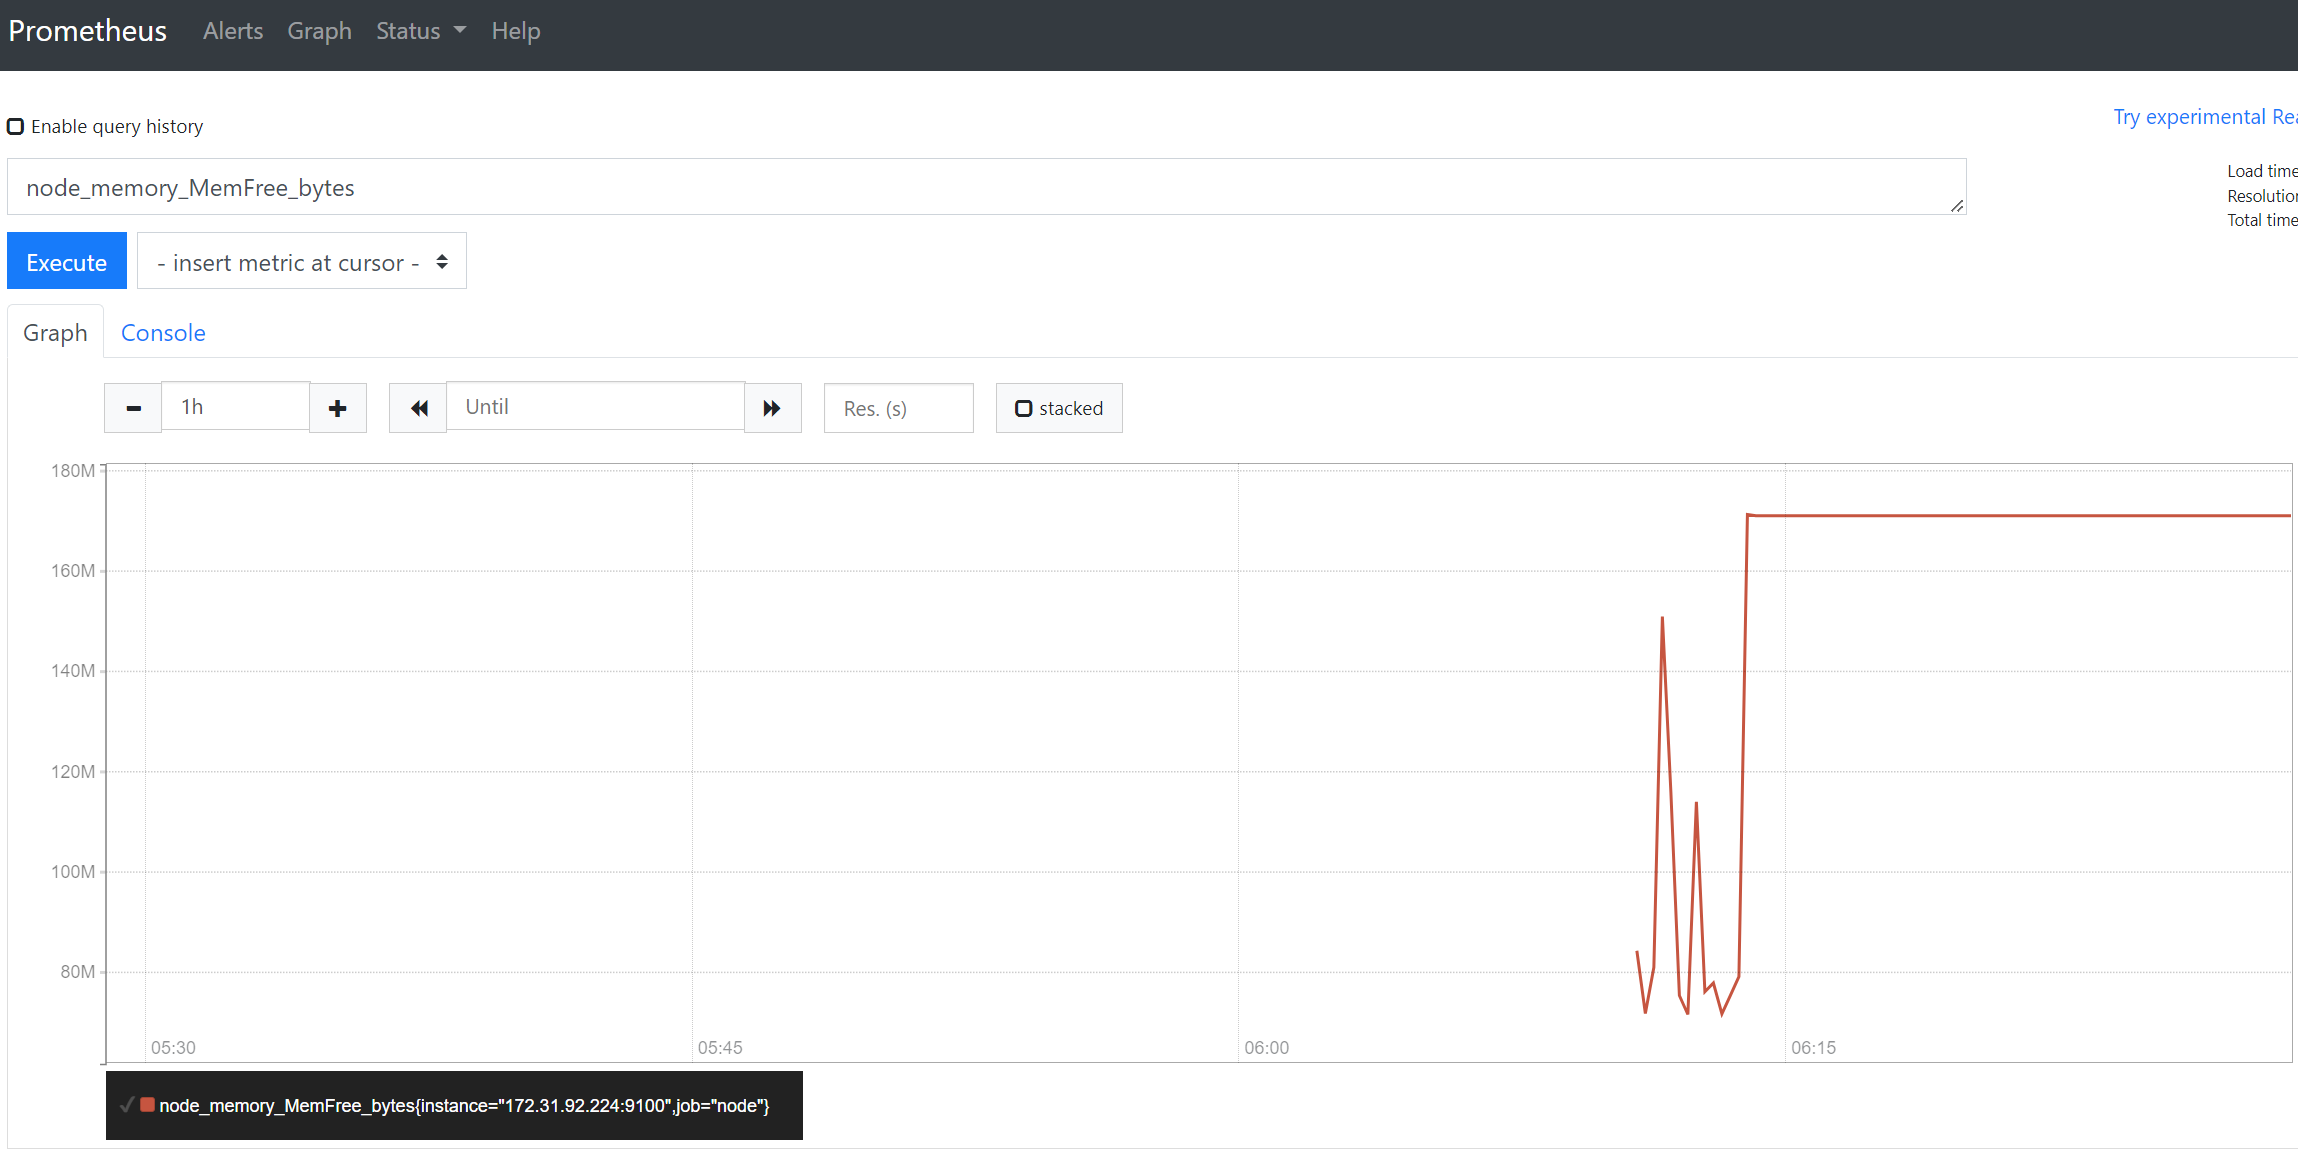 Prometheus Alerts Graph Status Help
Enable query history
Try experimental
node_memory_MemFree_bytes
Load time
Total time
Execute - insert metric at cursor -
Graph Console
1h Until Res. (s) stacked
180M
160M
140M
120M
100M
80M
05:30 05:45 06:00 06:15
node_memory_MemFree_bytes{instance="172.31.92.224:9100",job="node"}